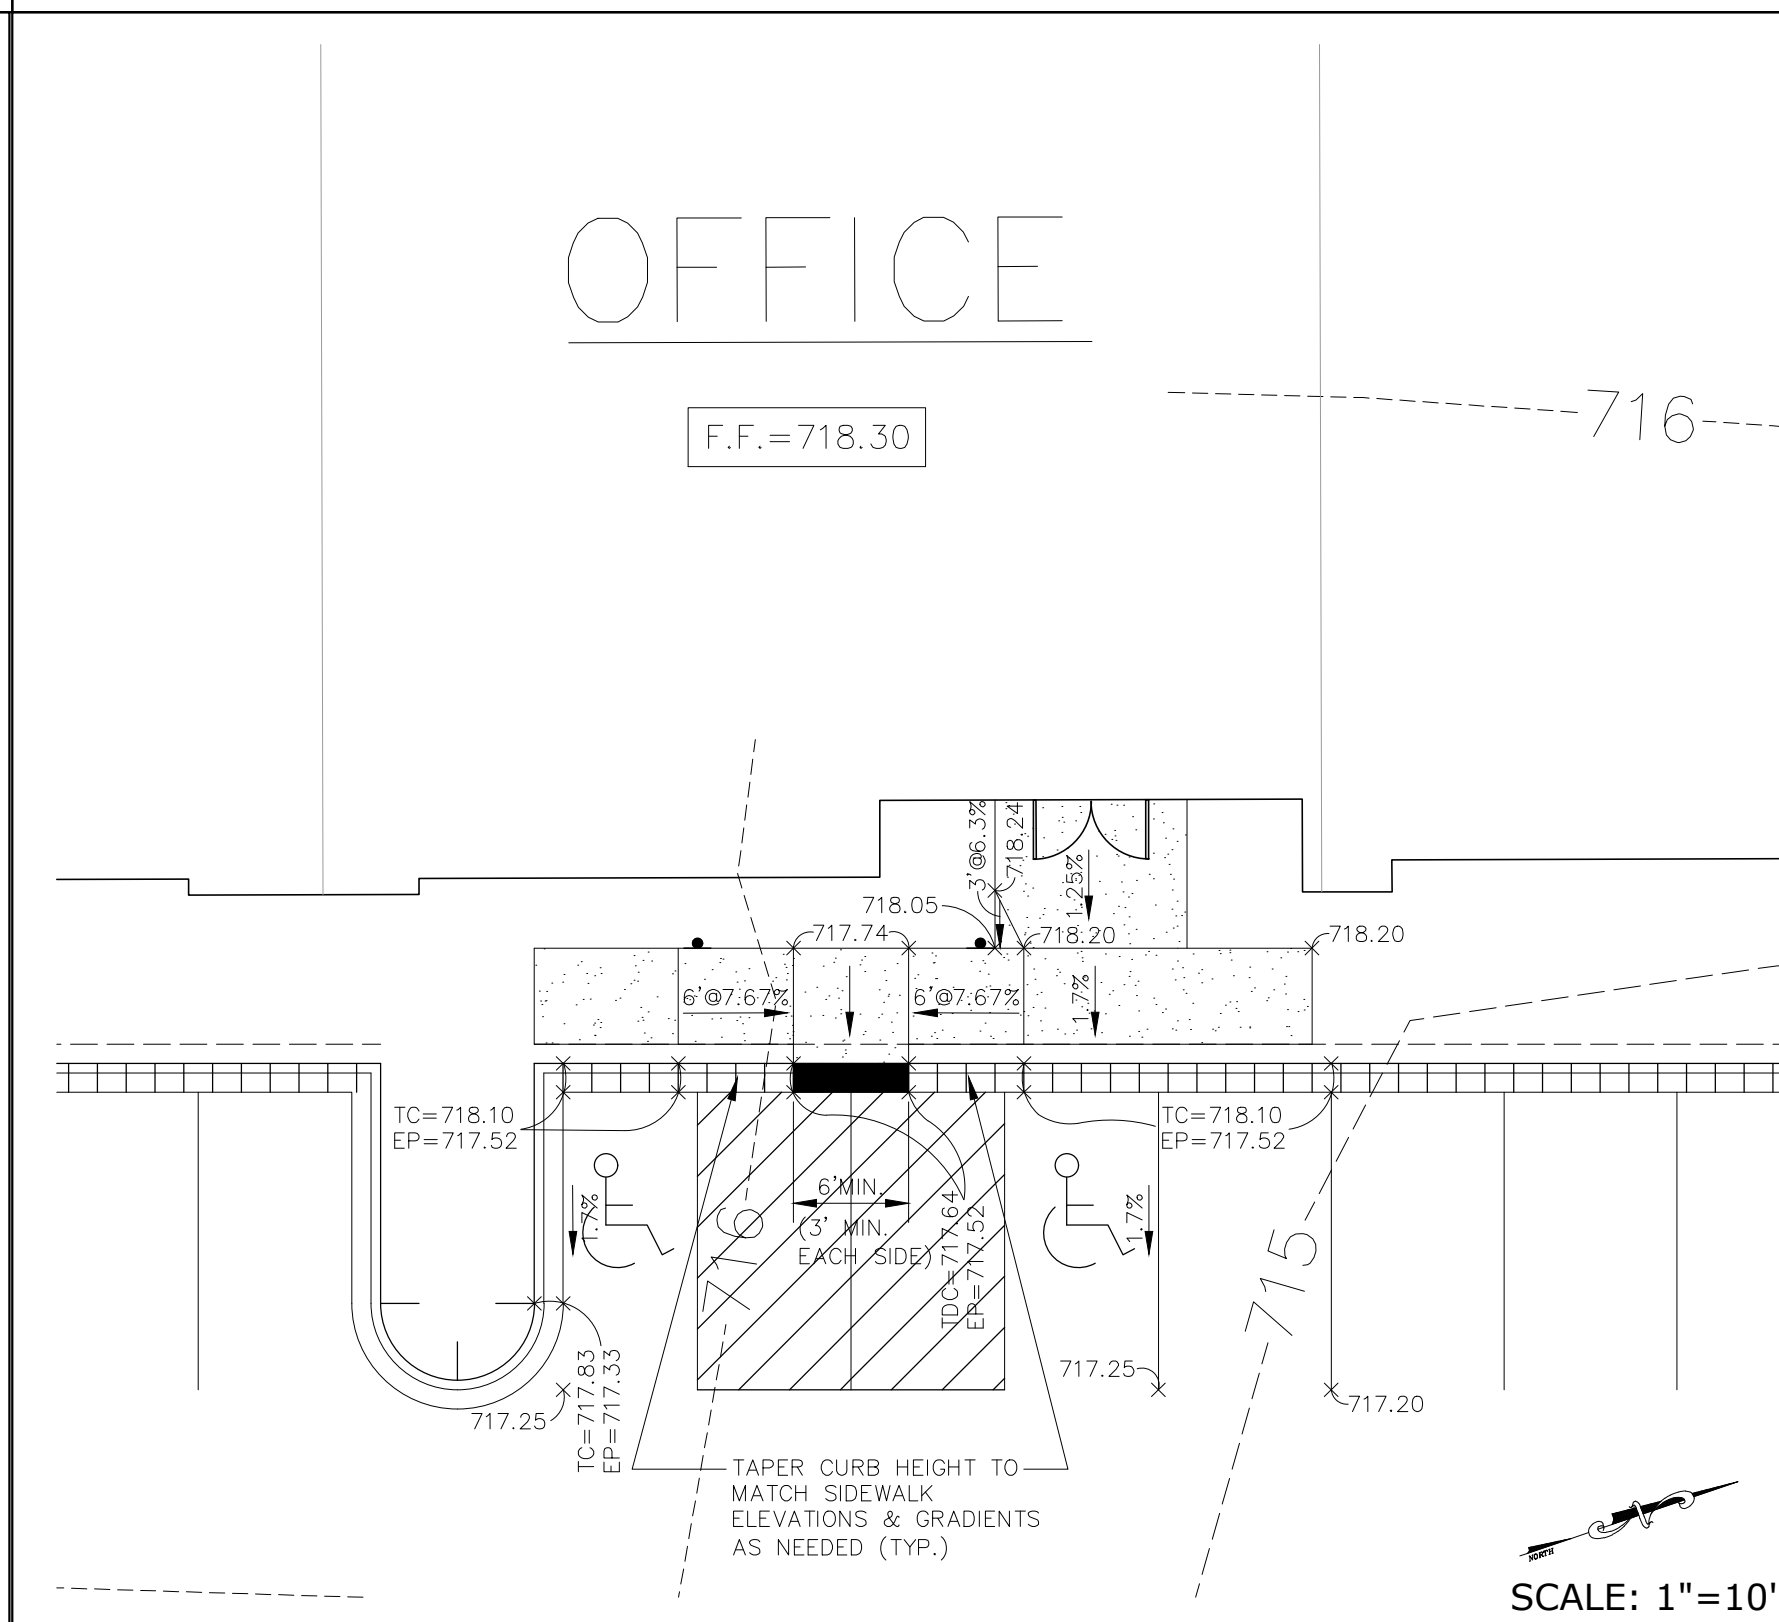 OFFICE
716
F.F.=718.30
3'@6.3%
718.24
1.25%
718.05
717.74
718.20
718.20
6'@7.67%
6'@7.67%
1.7%
TC=718.10
EP=717.52
TC=718.10
EP=717.52
1.7%
6'MIN.
(3' MIN.
EACH SIDE)
716
TDC=717.64
EP=717.52
1.7%
715
TC=717.83
EP=717.33
717.25
717.25
717.20
TAPER CURB HEIGHT TO
MATCH SIDEWALK
ELEVATIONS & GRADIENTS
AS NEEDED (TYP.)
N
NORTH
SCALE: 1"=10'